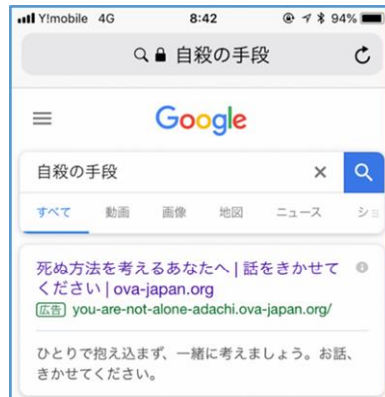 Y!mobile 4G 8:42 94%
自殺の手段
Google
自殺の手段
すべて 動画 画像 地図 ニュース ショ
死ぬ方法を考えるあなたへ | 話をきかせて
ください | ova-japan.org
広告 you-are-not-alone-adachi.ova-japan.org/
ひとりで抱え込まず、一緒に考えましょう。お話、
きかせてください。